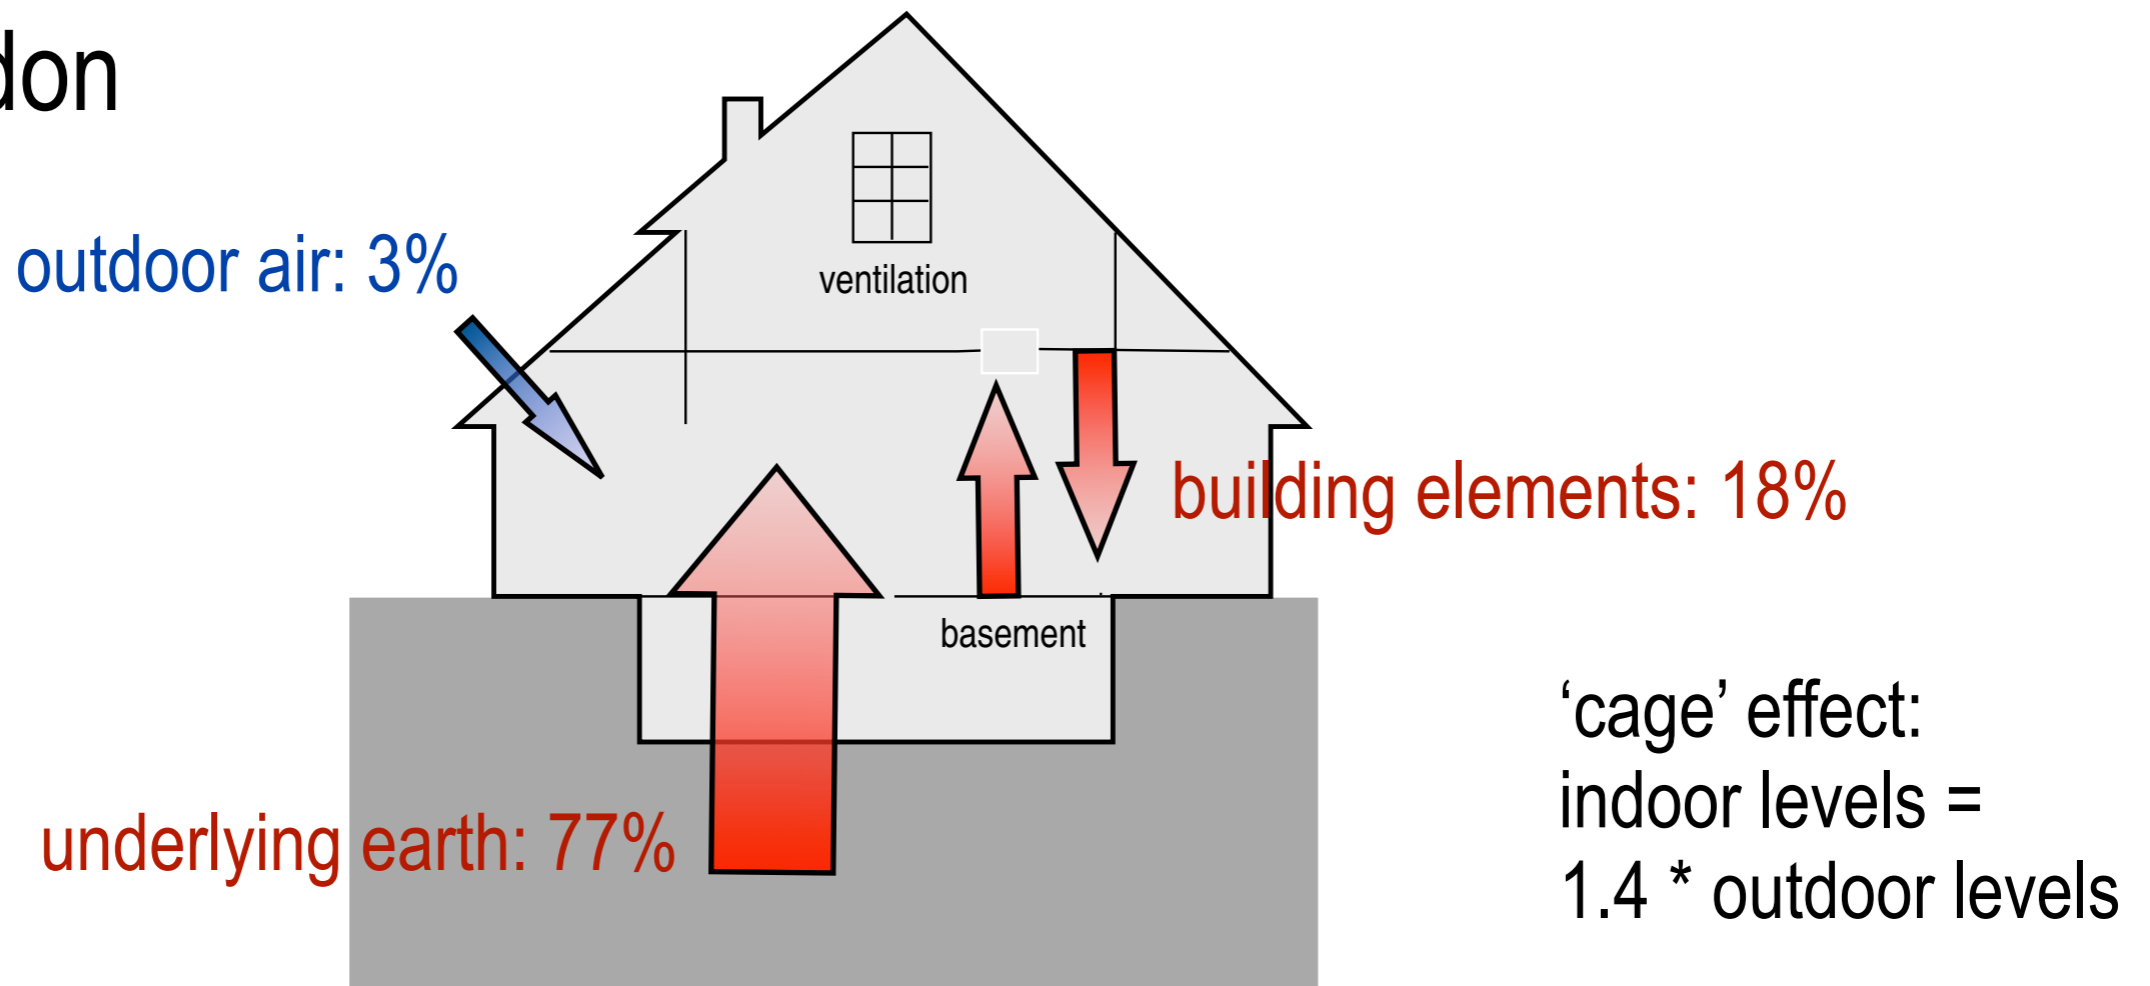 don
outdoor air: 3%
ventilation
building elements: 18%
basement
underlying earth: 77%
‘cage’ effect:
indoor levels =
1.4 * outdoor levels